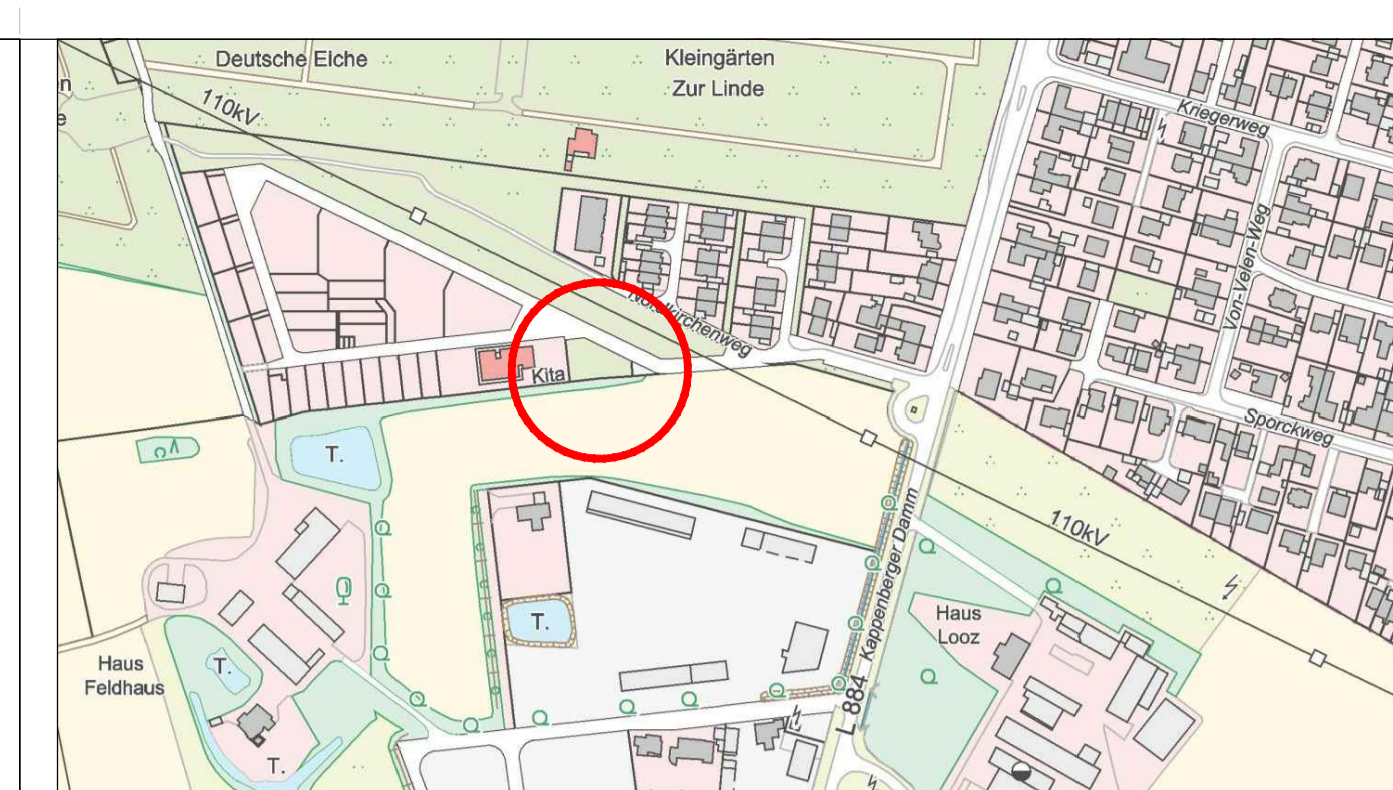 Deutsche Eiche
Kleingärten
Zur Linde
n
e
110kV
Kriegerweg
Von-Velen-Weg
Nordkirchenweg
Kita
Sporckweg
T.
110kV
Kappenberger Damm
T.
Haus
Looz
Haus
Feldhaus
T.
L 884
T.